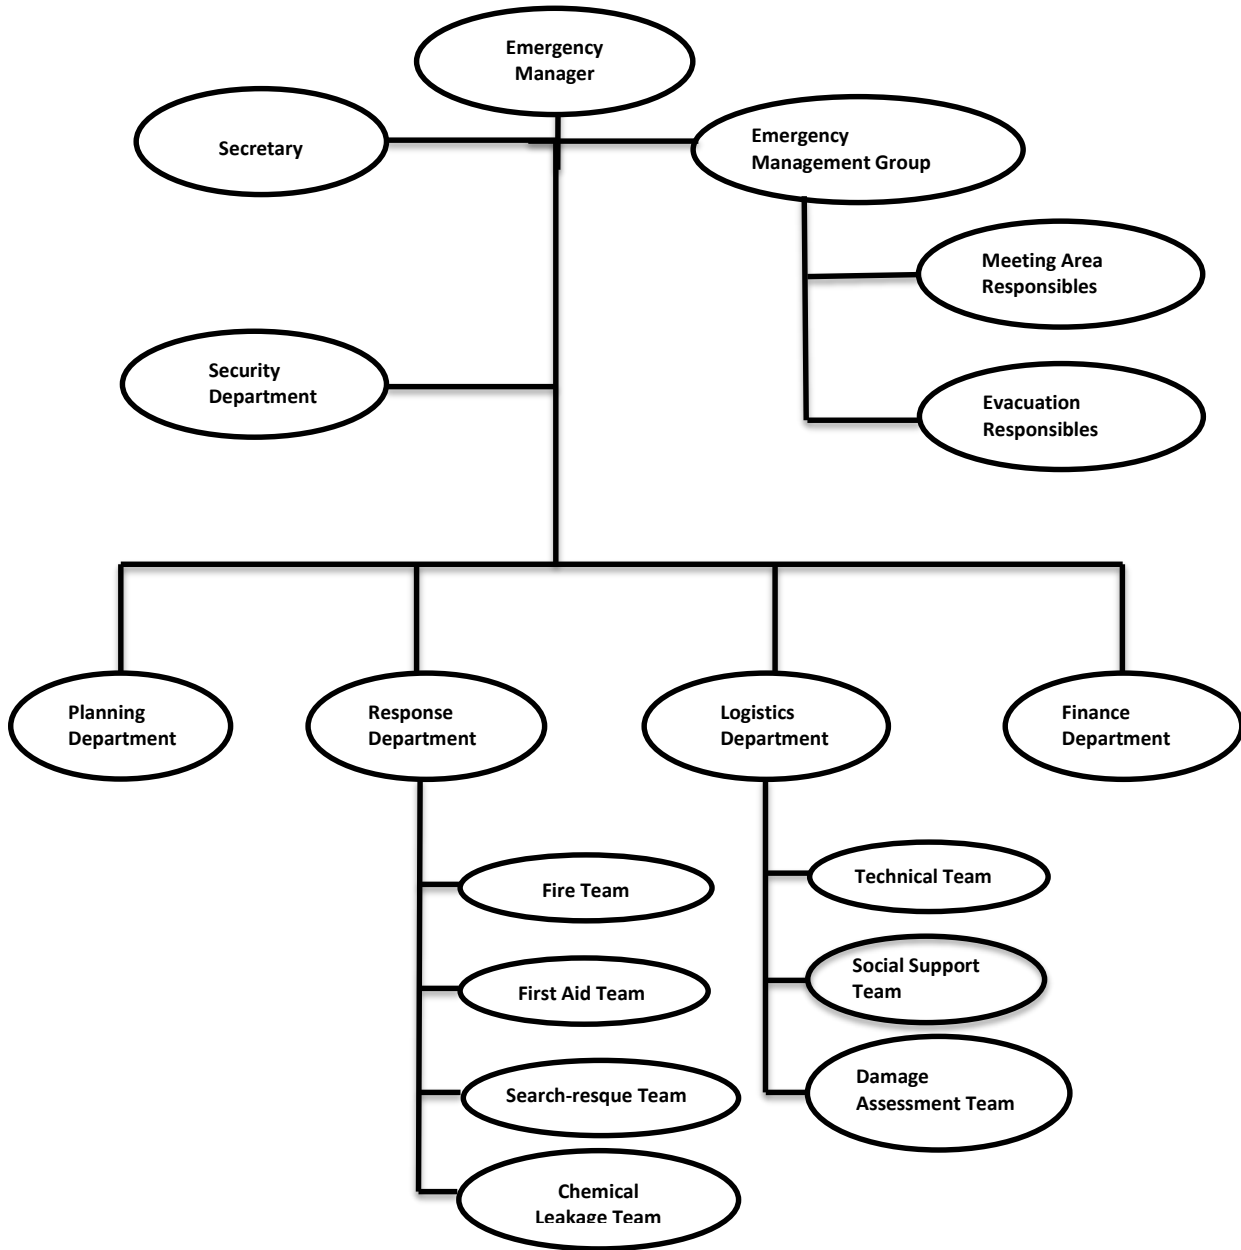 Emergency
Manager
Secretary
Emergency
Management Group
Meeting Area
Responsibles
Security
Department
Evacuation
Responsibles
Planning
Department
Response
Department
Logistics
Department
Finance
Department
Fire Team
First Aid Team
Search-resque Team
Chemical
Leakage Team
Technical Team
Social Support
Team
Damage
Assessment Team